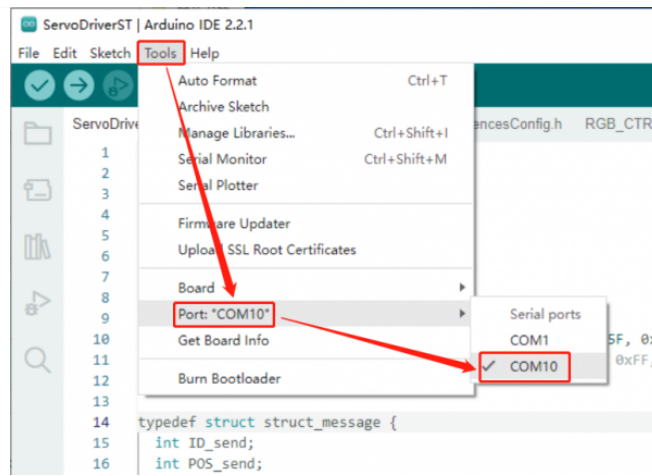 ServoDriverST | Arduino IDE 2.2.1
File Edit Sketch Tools Help
Auto Format Ctrl+T
Archive Sketch
Manage Libraries... Ctrl+Shift+I
Serial Monitor Ctrl+Shift+M
Serial Plotter
Firmware Updater
Upload SSL Root Certificates
Board
Port: "COM10"
Get Board Info
Burn Bootloader
Serial ports
COM1
COM10
ServoDrive
encesConfig.h RGB_CTR
1
2
3
4
5
6
7
8
9
10 5F, 0x
11 0xFF,
12
13
14 typedef struct struct_message {
15 int ID_send;
16 int POS_send;